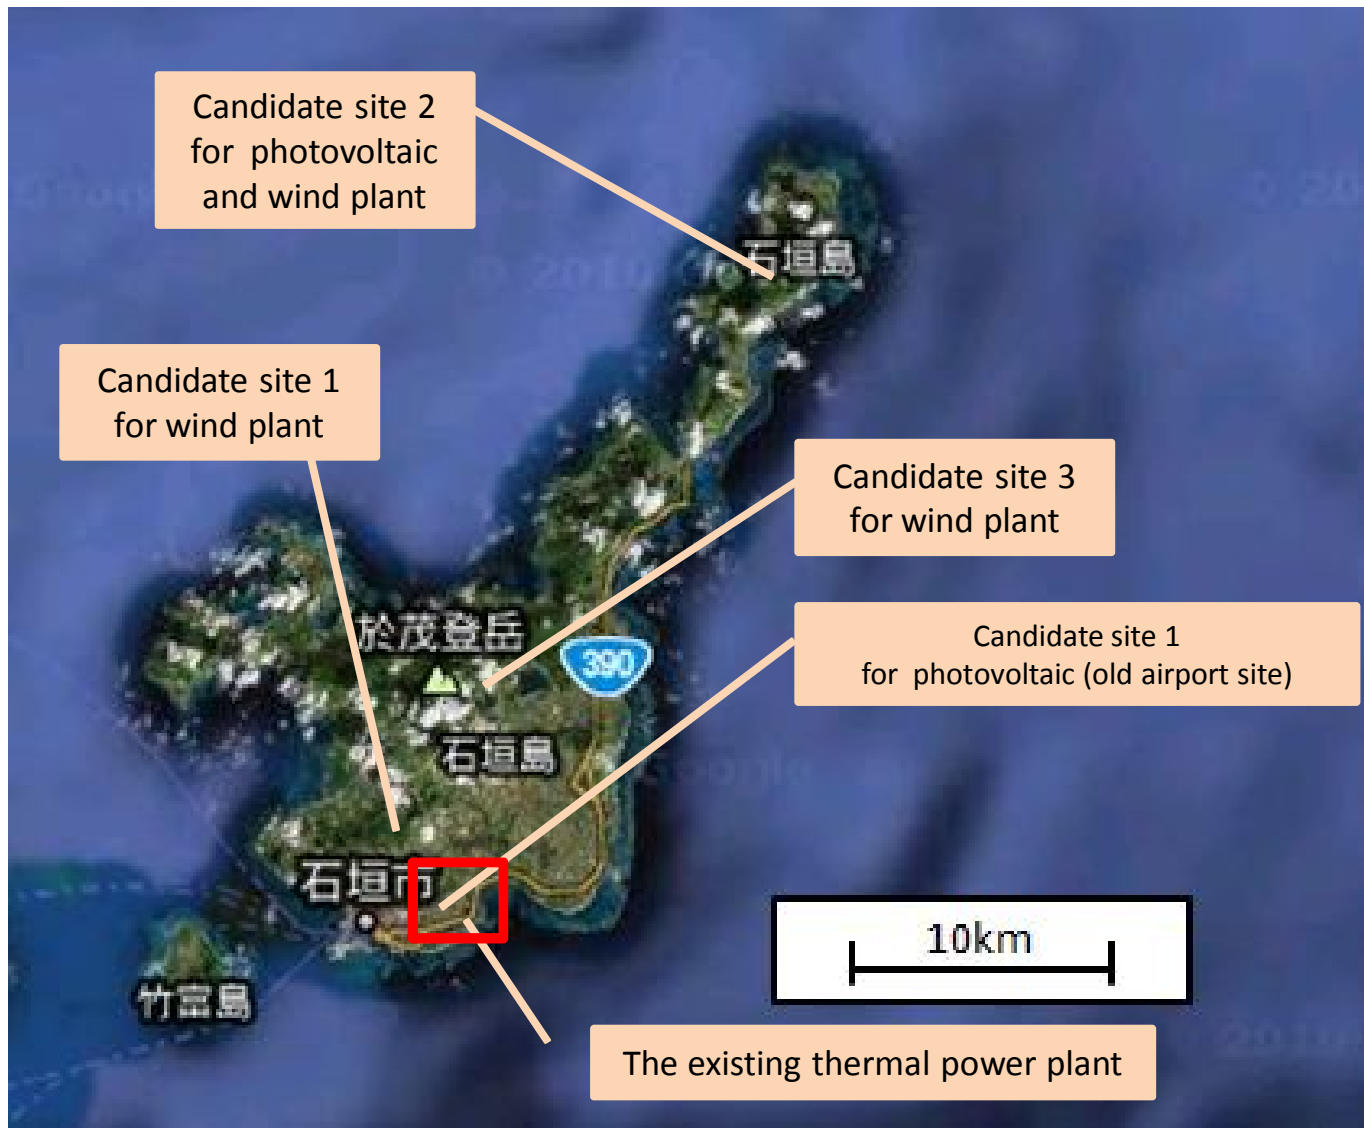 Candidate site 2
for photovoltaic
and wind plant
石垣島
Candidate site 1
for wind plant
Candidate site 3
for wind plant
於茂登岳
390
Candidate site 1
for photovoltaic (old airport site)
石垣島
石垣市
10km
竹富島
The existing thermal power plant